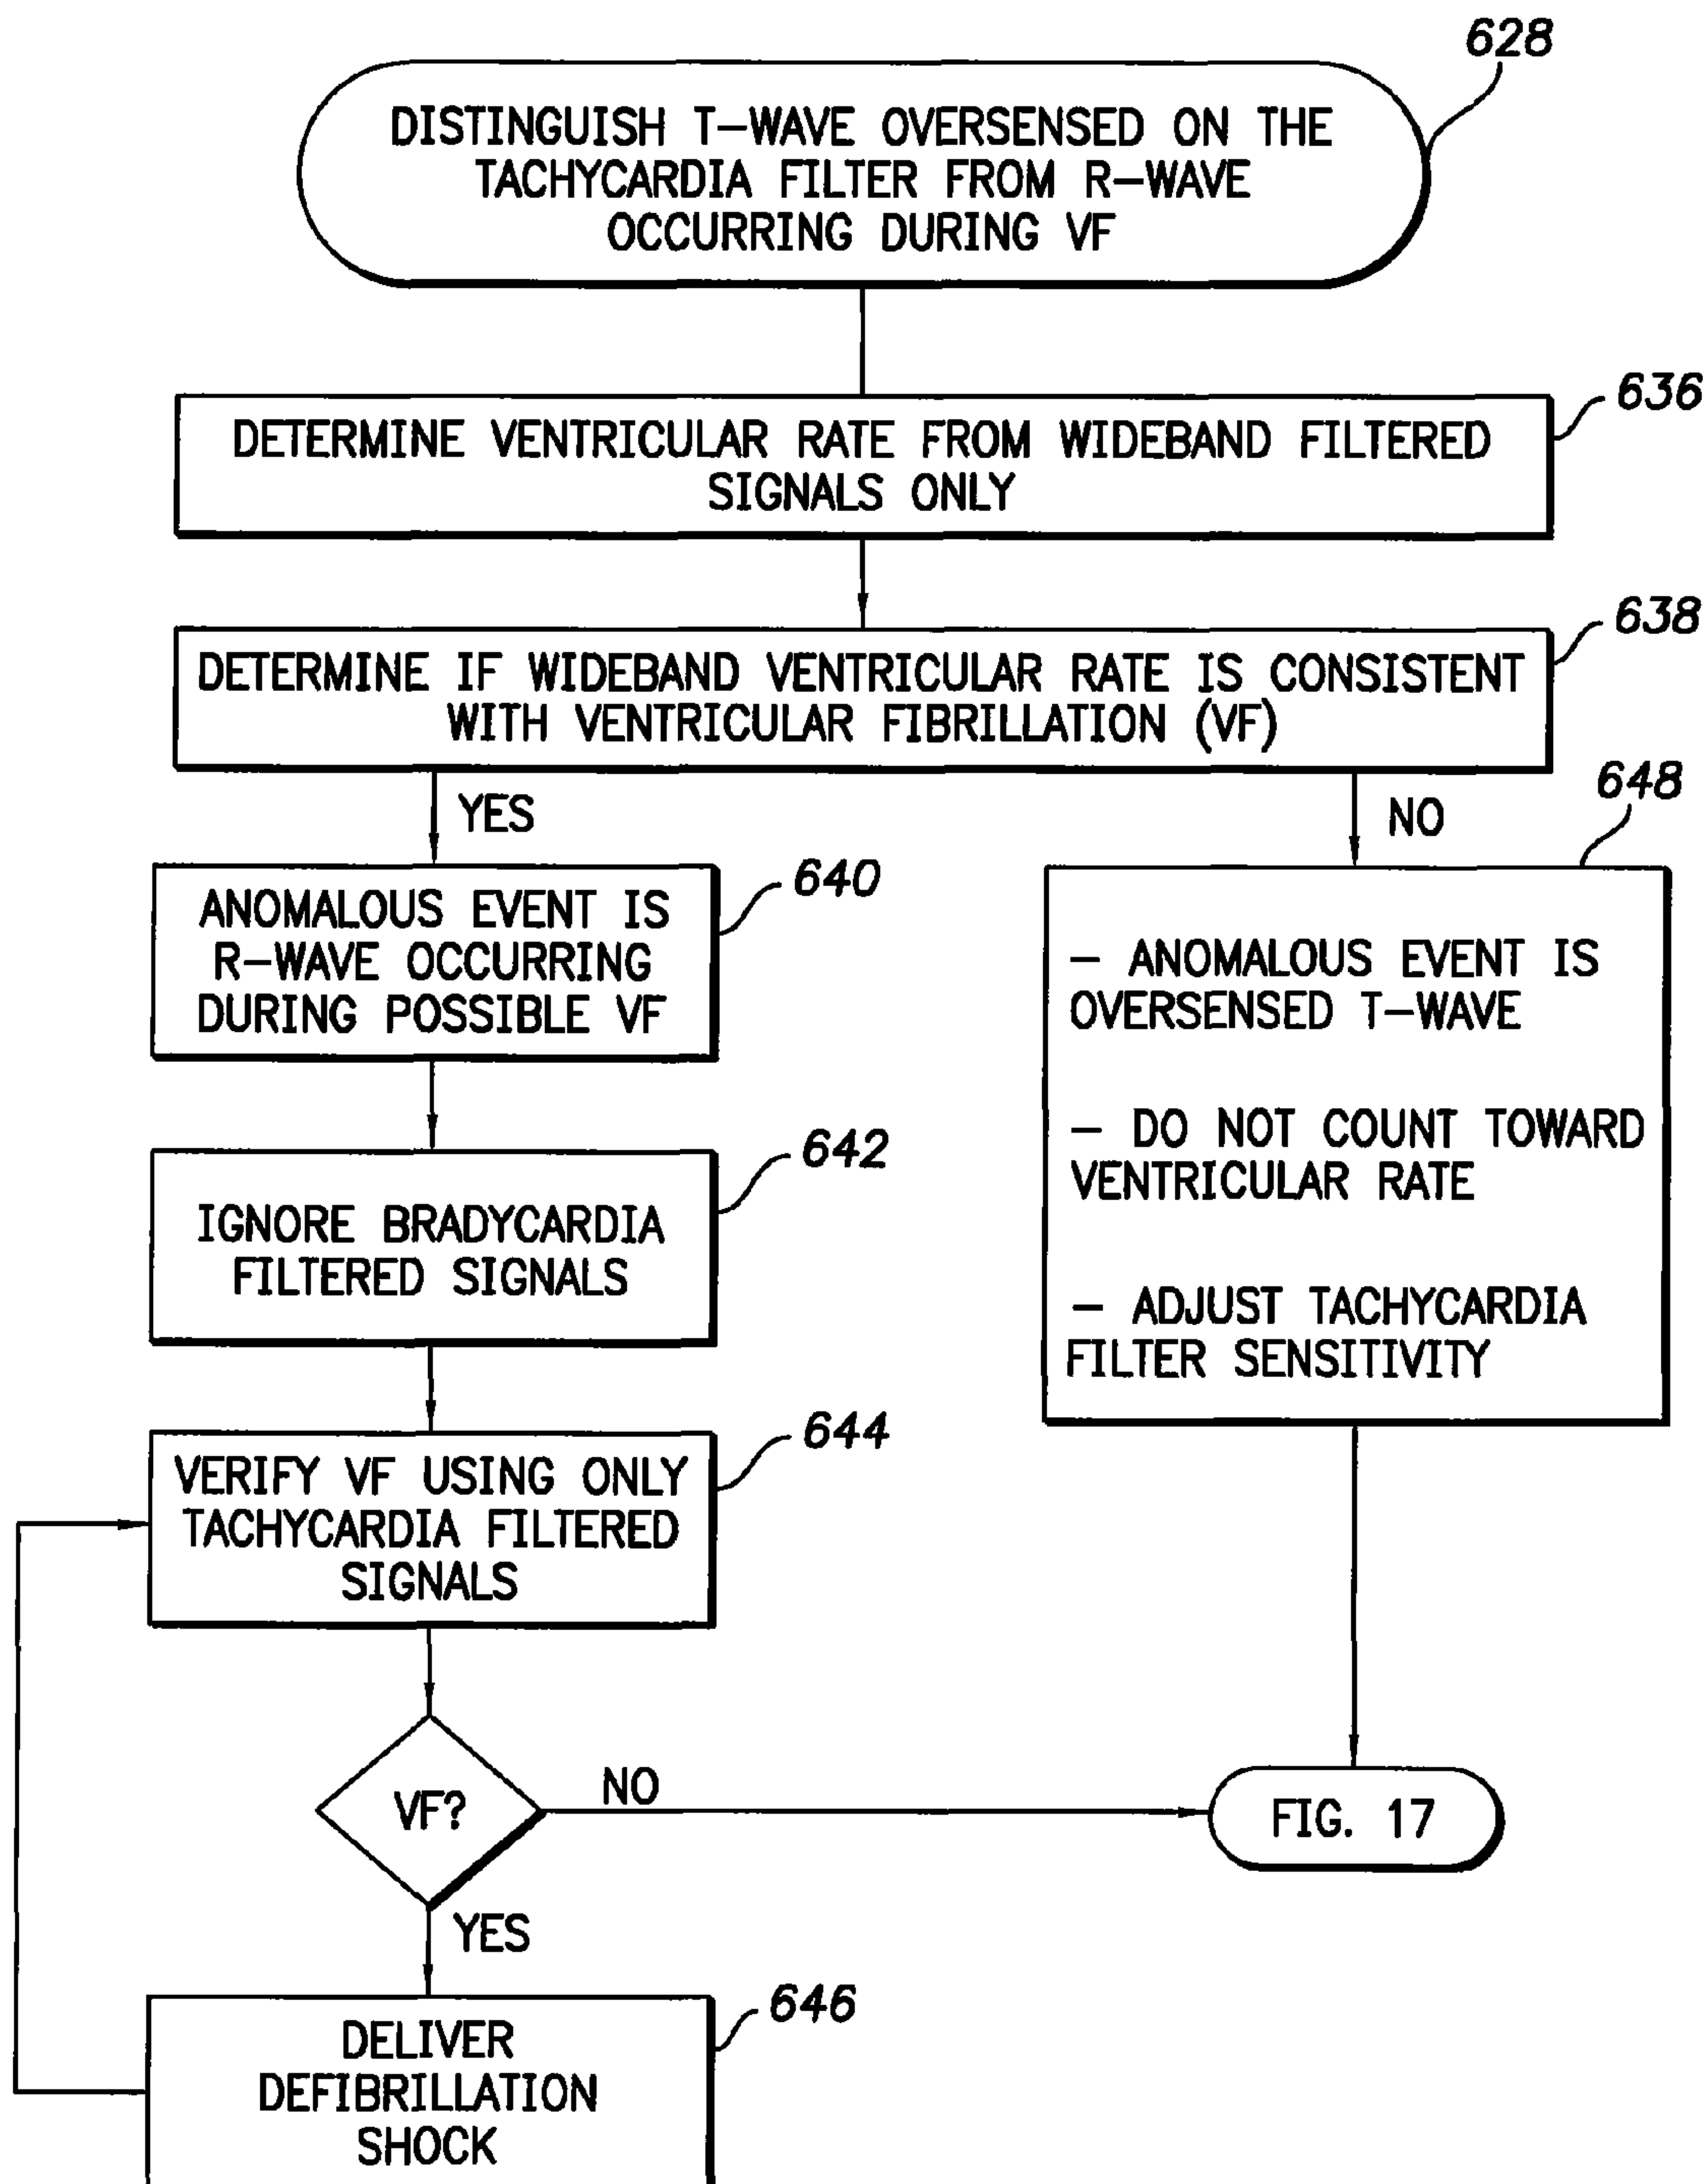 628
DISTINGUISH T-WAVE OVERSENSED ON THE
TACHYCARDIA FILTER FROM R-WAVE
OCCURRING DURING VF
636
DETERMINE VENTRICULAR RATE FROM WIDEBAND FILTERED
SIGNALS ONLY
638
DETERMINE IF WIDEBAND VENTRICULAR RATE IS CONSISTENT
WITH VENTRICULAR FIBRILLATION (VF)
YES
NO
648
640
ANOMALOUS EVENT IS
R-WAVE OCCURRING
DURING POSSIBLE VF
– ANOMALOUS EVENT IS
OVERSENSED T-WAVE
– DO NOT COUNT TOWARD
VENTRICULAR RATE
– ADJUST TACHYCARDIA
FILTER SENSITIVITY
642
IGNORE BRADYCARDIA
FILTERED SIGNALS
644
VERIFY VF USING ONLY
TACHYCARDIA FILTERED
SIGNALS
VF?
NO
FIG. 17
YES
646
DELIVER
DEFIBRILLATION
SHOCK